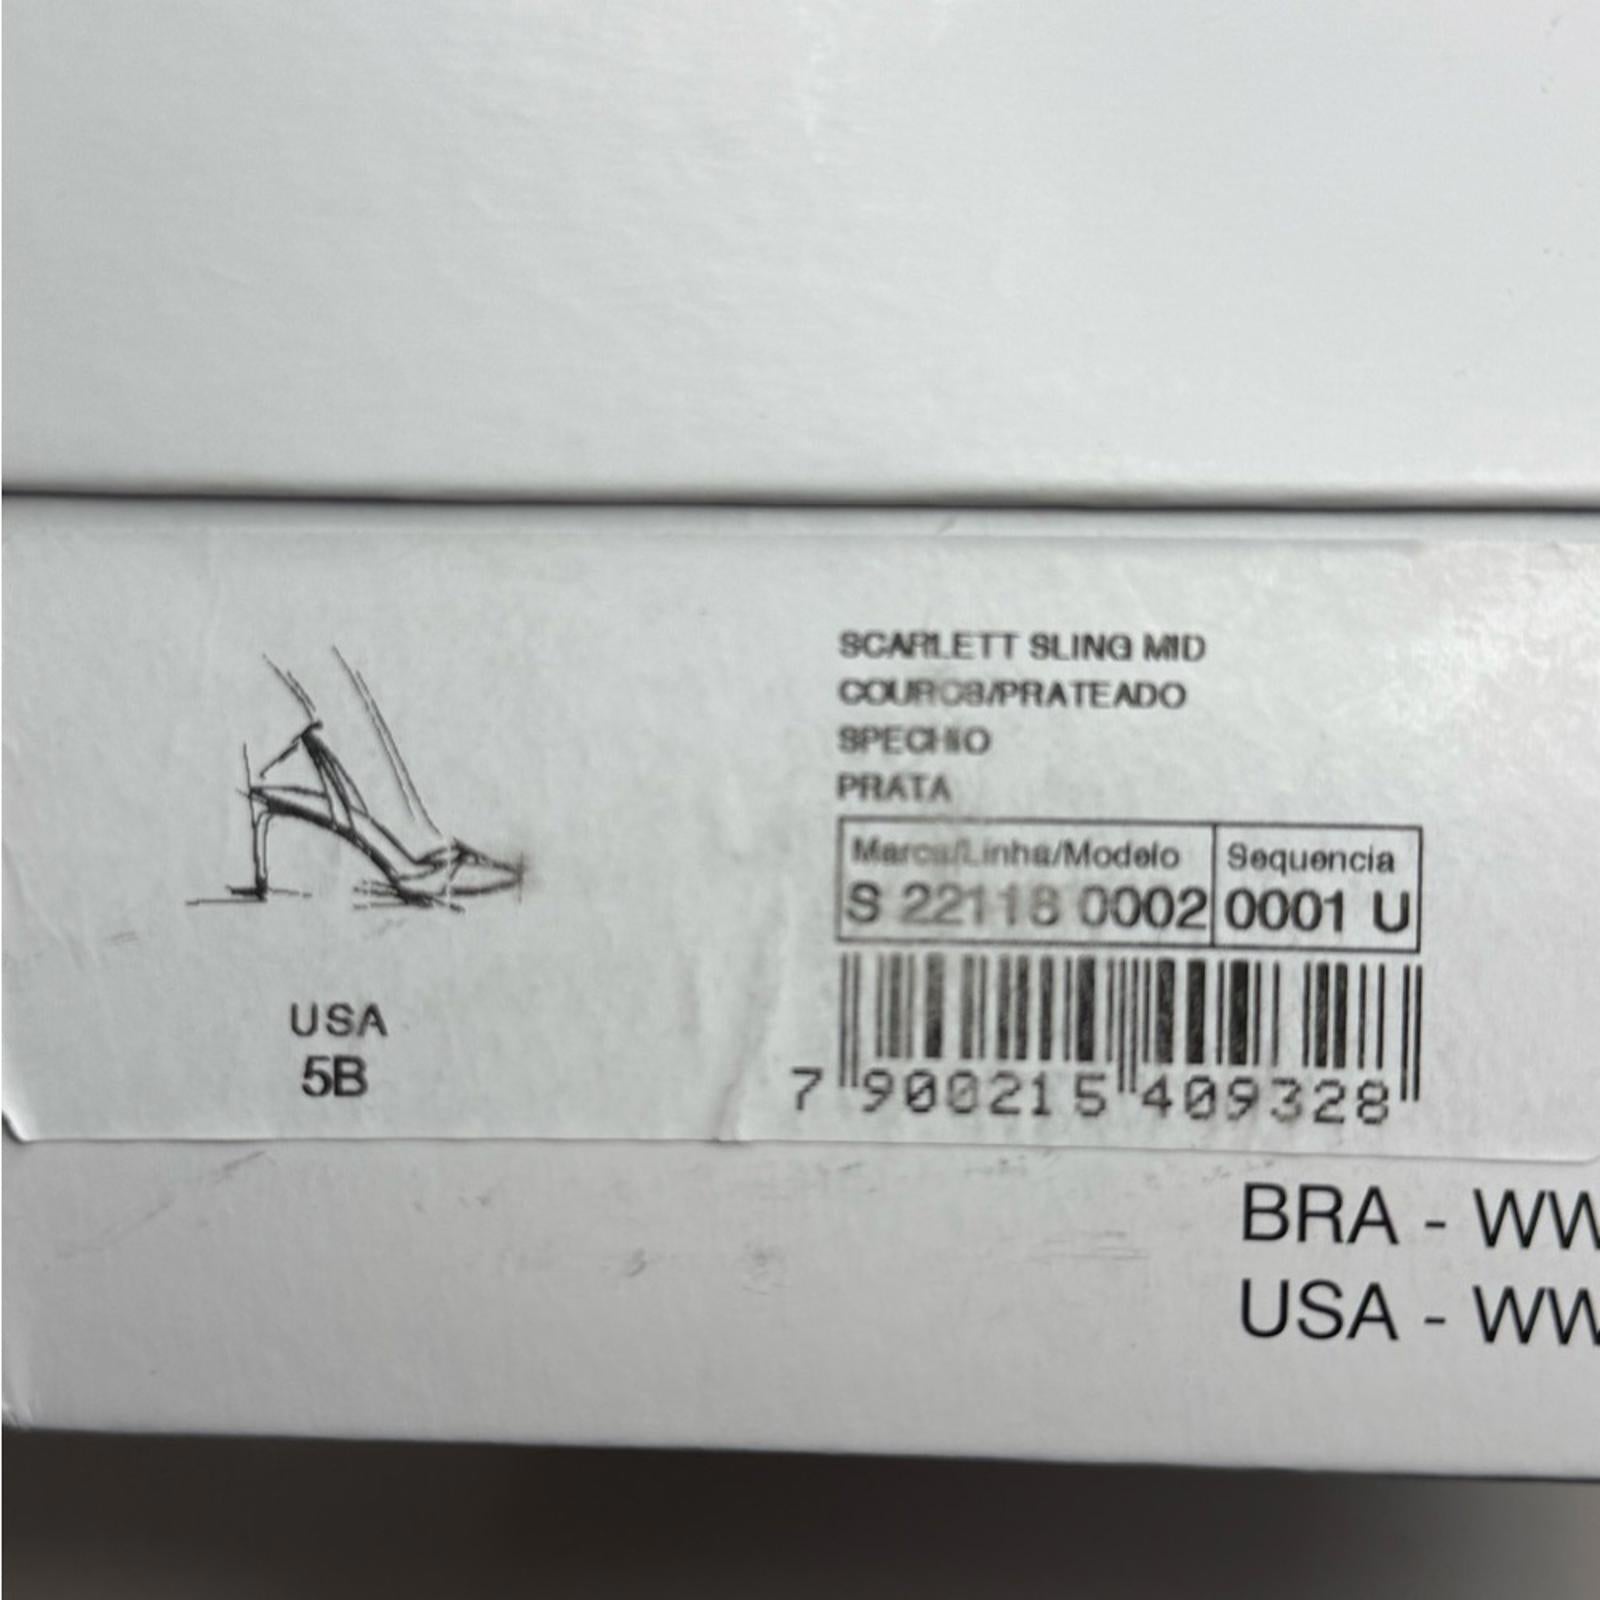 SCARLETT SLING MID
COUROS/PRATEADO
SPECHIO
PRATA
Marca/Linha/Modelo Sequencia
S 22118 0002 0001 U
7 900215 409328
USA
5B
BRA - WW
USA - WW